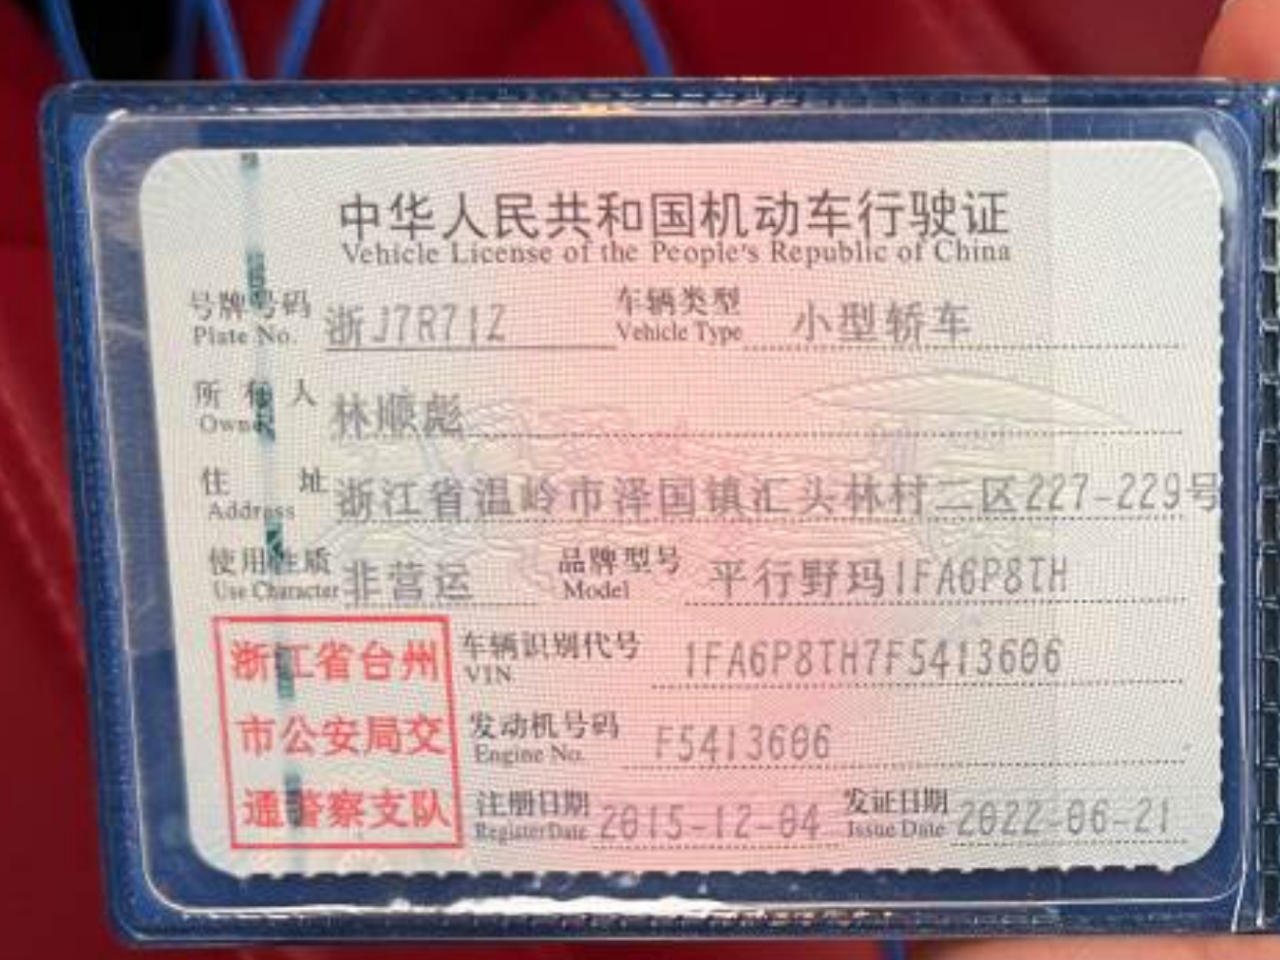 中华人民共和国机动车行驶证
Vehicle License of the People's Republic of China
号牌号码 浙J7R71Z 车辆类型 小型轿车
Plate No. Vehicle Type
所有人 林顺彪
Owner
住址 浙江省温岭市泽国镇汇头林村二区227-229号
Address
使用性质 非营运 品牌型号 平行野玛1FA6P8TH
Use Character Model
浙江省台州 车辆识别代号 1FA6P8TH7F5413606
VIN
市公安局交 发动机号码 F5413606
Engine No.
通警察支队 注册日期 2015-12-04 发证日期 2022-06-21
Register Date Issue Date